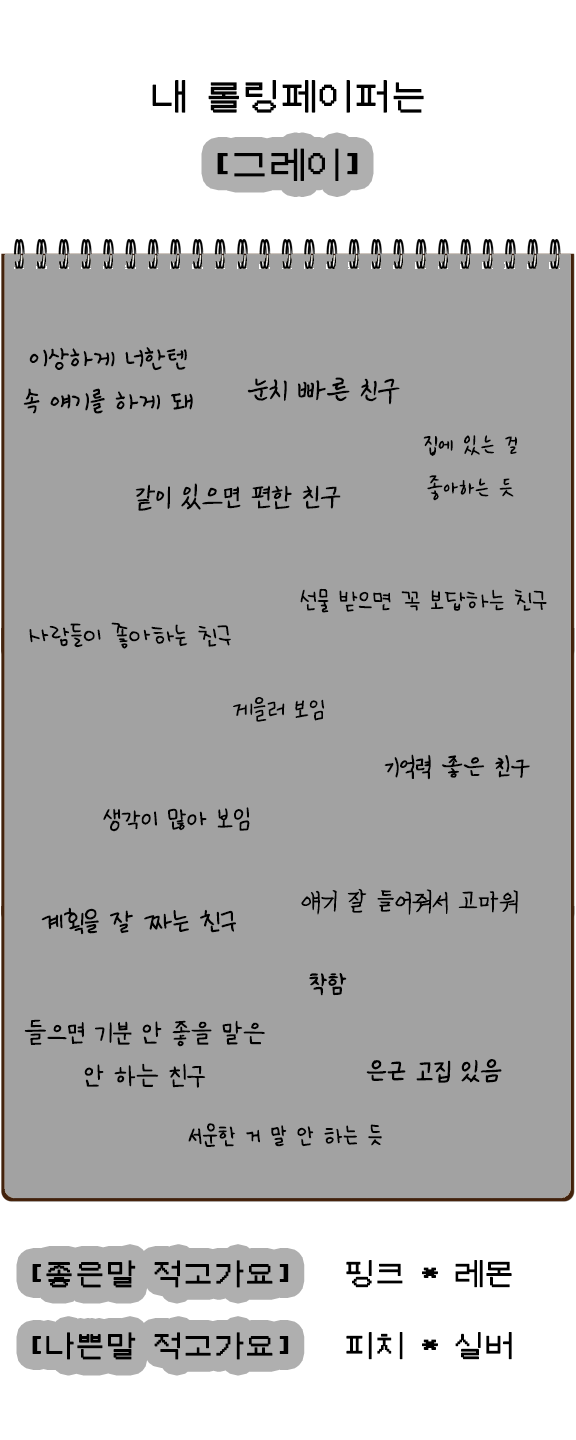 내 롤링페이퍼는
[그레이]
이상하게 너한텐
속 얘기를 하게 돼
눈치 빠른 친구
집에 있는 걸
좋아하는 듯
같이 있으면 편한 친구
선물 받으면 꼭 보답하는 친구
사람들이 좋아하는 친구
게을러 보임
기억력 좋은 친구
생각이 많아 보임
얘기 잘 들어줘서 고마워
계획을 잘 짜는 친구
착함
들으면 기분 안 좋을 말은
안 하는 친구
은근 고집 있음
서운한 거 말 안 하는 듯
[좋은말 적고가요] 핑크 * 레몬
[나쁜말 적고가요] 피치 * 실버